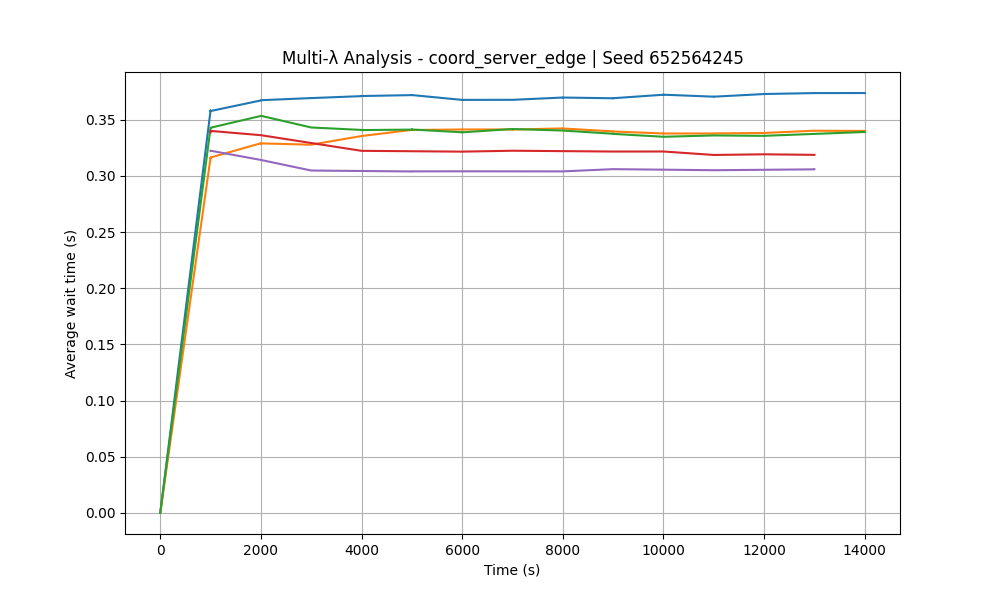 Multi-λ Analysis - coord_server_edge | Seed 652564245
Average wait time (s)
0.35
0.30
0.25
0.20
0.15
0.10
0.05
0.00
0 2000 4000 6000 8000 10000 12000 14000
Time (s)